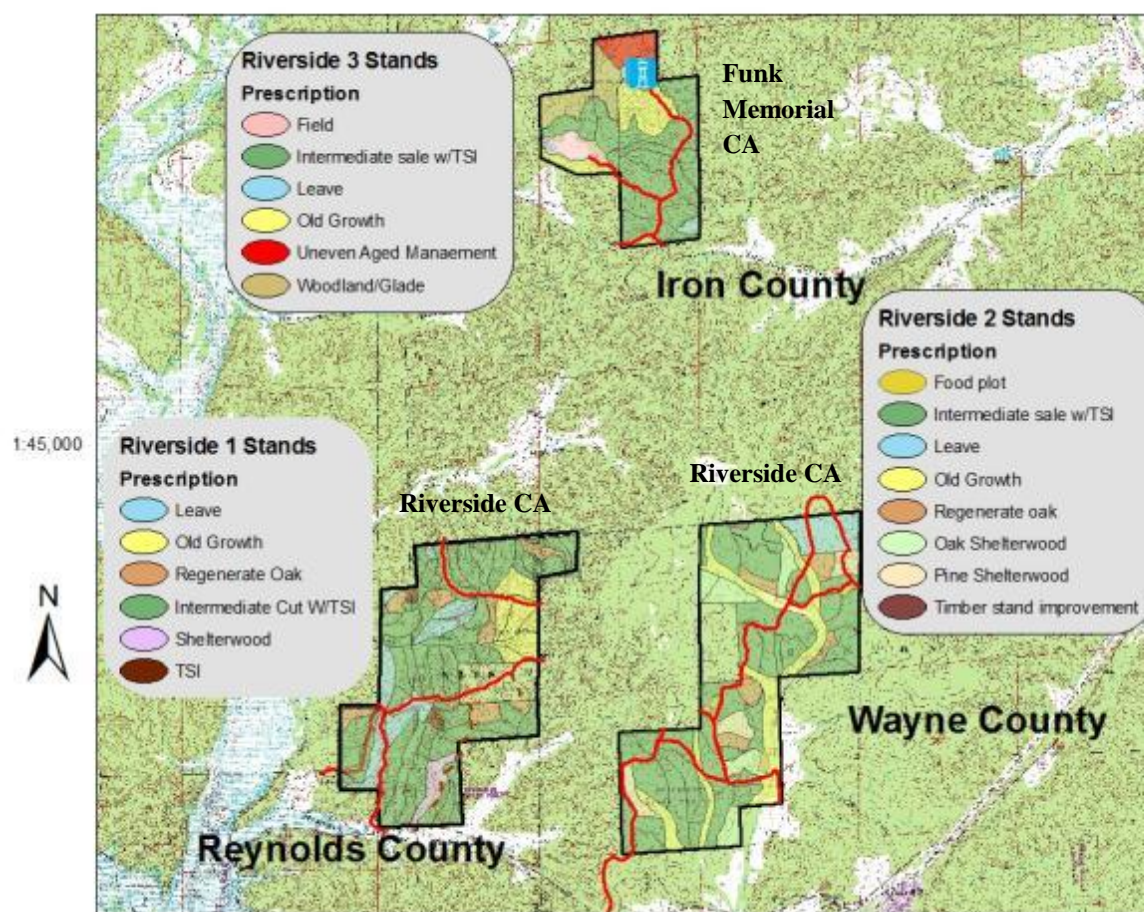 Riverside 3 Stands
Prescription
Field
Intermediate sale w/TSI
Leave
Old Growth
Uneven Aged Manaement
Woodland/Glade
Funk
Memorial
CA
Iron County
Riverside 2 Stands
Prescription
Food plot
Intermediate sale w/TSI
Leave
Old Growth
Regenerate oak
Oak Shelterwood
Pine Shelterwood
Timber stand improvement
1:45,000
Riverside 1 Stands
Prescription
Leave
Old Growth
Regenerate Oak
Intermediate Cut W/TSI
Shelterwood
TSI
Riverside CA
Riverside CA
N
Wayne County
Reynolds County